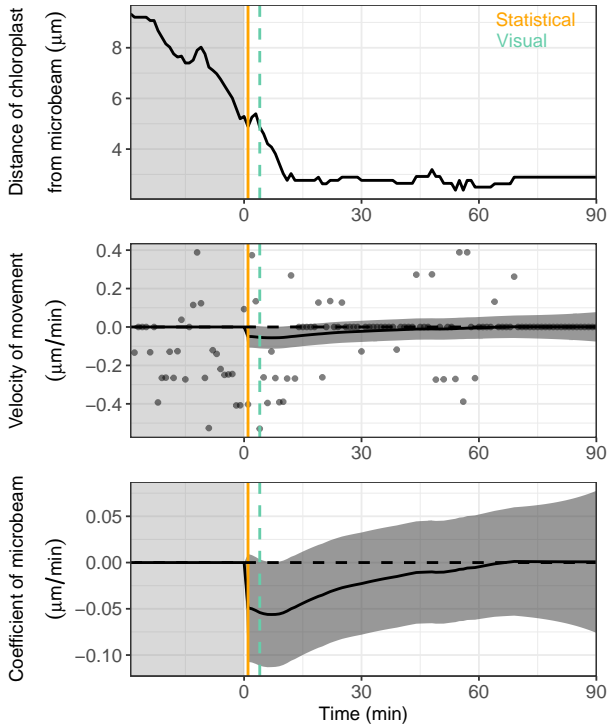 Statistical
Visual
Distance of chloroplast
from microbeam (μm)
8
6
4
0
30
60
90
Velocity of movement
(μm/min)
0.4
0.2
0.0
−0.2
−0.4
0
30
60
90
Coefficient of microbeam
(μm/min)
0.05
0.00
−0.05
−0.10
0
30
60
90
Time (min)